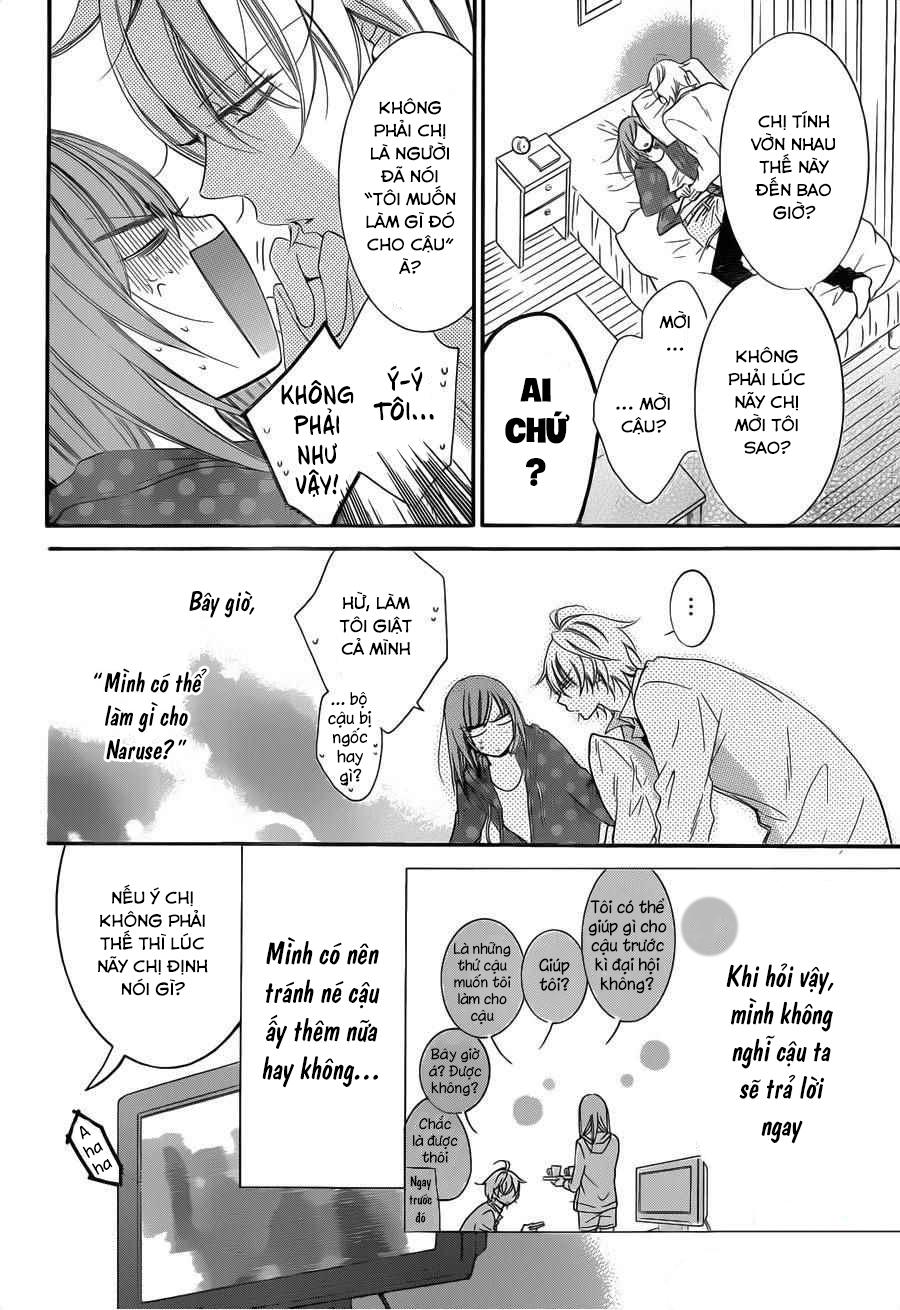 CHỊ TÍNH
VỜN NHAU
THẾ NÀY
ĐẾN BAO
GIỜ?
KHÔNG
PHẢI LÚC
NÃY CHỊ
MỜI TÔI
SAO?
MỜI
...
... MỜI
CẬU?
AI
CHỨ
?
KHÔNG
PHẢI CHỊ
LÀ NGƯỜI
ĐÃ NÓI
"TÔI MUỐN
LÀM GÌ ĐÓ
CHO CẬU"
À?
Ý-Ý
TÔI...
KHÔNG
PHẢI
NHƯ
VẬY!
...
HỪ, LÀM
TÔI GIẬT
CẢ MÌNH
... bộ
cậu bị
ngốc hay
gì?
Bây giờ,
"Mình có thể
làm gì cho
Naruse?"
Khi hỏi vậy,
mình không
nghĩ cậu ta
sẽ trả lời
ngay
Tôi có thể
giúp gì cho
cậu trước
kì đại hội
không?
Giúp
tôi?
Là những
thứ cậu
muốn tôi
làm cho
cậu
Bây giờ
á? Được
không?
Chắc
là được
thôi
Ngay
trước
đó
Mình có nên
tránh né cậu
ấy thêm nữa
hay không...
NẾU Ý CHỊ
KHÔNG PHẢI
THẾ THÌ LÚC
NÃY CHỊ ĐỊNH
NÓI GÌ?
A
ha
ha